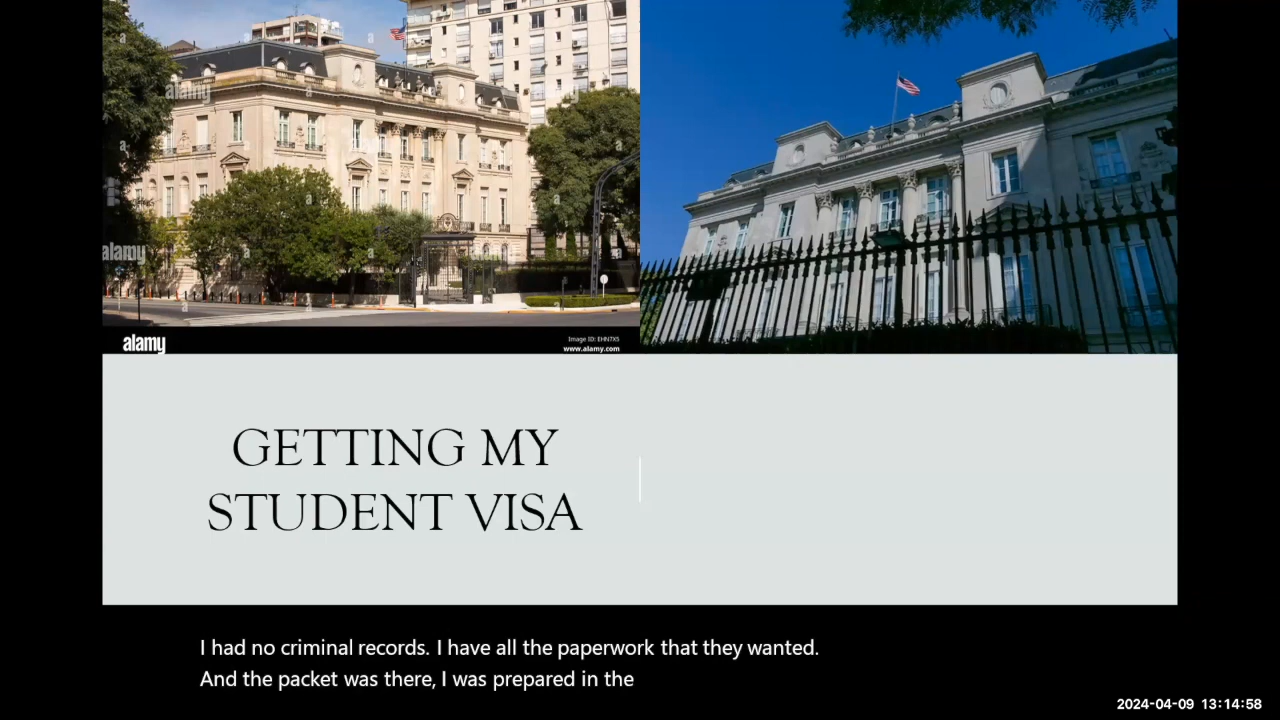 alamy
alamy
alamy
alamy
Image ID: EHN7X5
www.alamy.com
GETTING MY
STUDENT VISA
I had no criminal records. I have all the paperwork that they wanted.
And the packet was there, I was prepared in the
2024-04-09 13:14:58